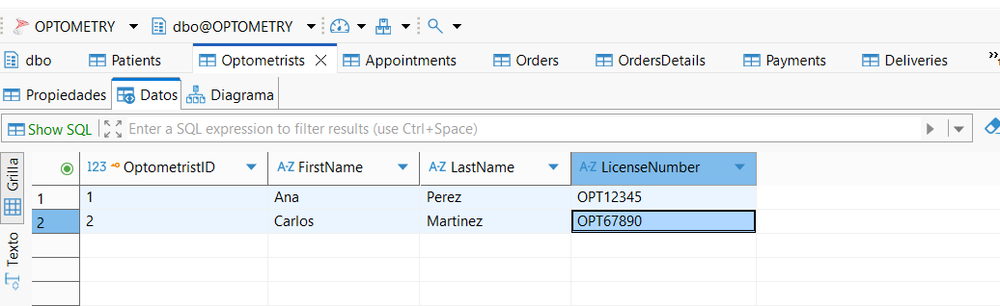 OPTOMETRY dbo@OPTOMETRY
dbo Patients Optometrists Appointments Orders OrdersDetails Payments Deliveries
Propiedades Datos Diagrama
Show SQL Enter a SQL expression to filter results (use Ctrl+Space)
Grilla
Texto
123 OptometristID A-Z FirstName A-Z LastName A-Z LicenseNumber
1 1 Ana Perez OPT12345
2 2 Carlos Martinez OPT67890